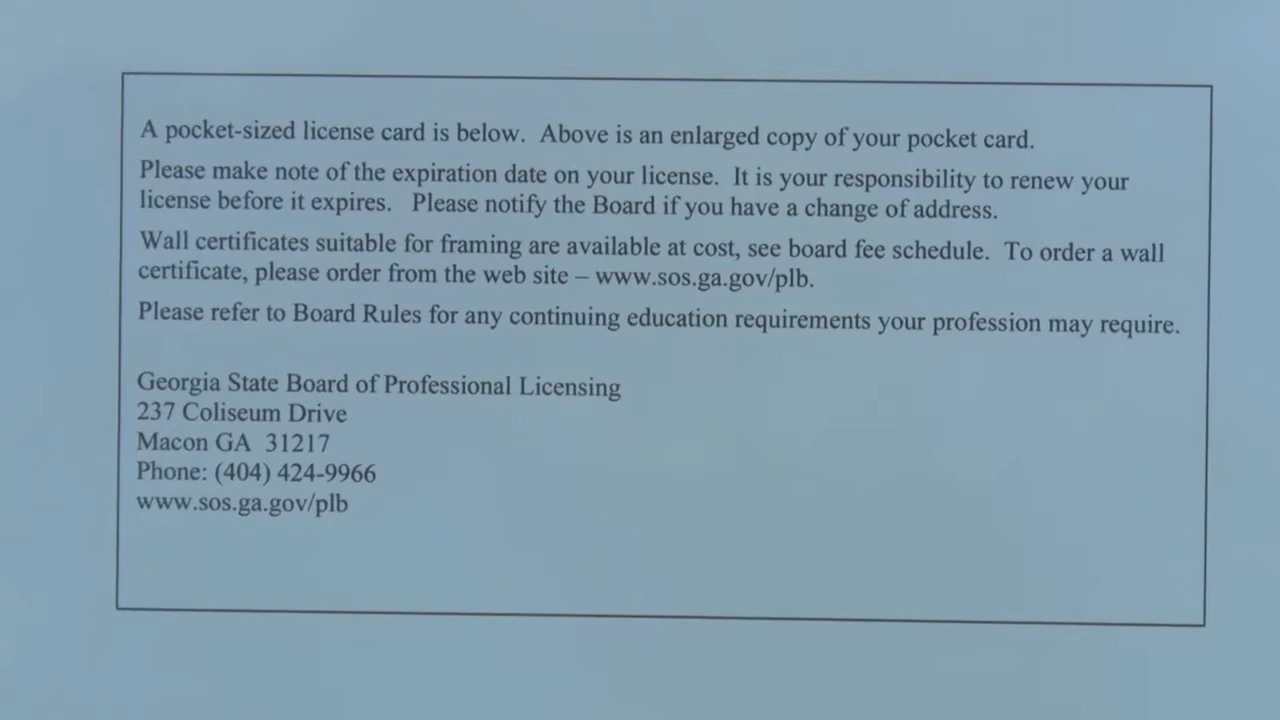 A pocket-sized license card is below.  Above is an enlarged copy of your pocket card.
Please make note of the expiration date on your license.  It is your responsibility to renew your
license before it expires.   Please notify the Board if you have a change of address.
Wall certificates suitable for framing are available at cost, see board fee schedule.  To order a wall
certificate, please order from the web site – www.sos.ga.gov/plb.
Please refer to Board Rules for any continuing education requirements your profession may require.
Georgia State Board of Professional Licensing
237 Coliseum Drive
Macon GA  31217
Phone: (404) 424-9966
www.sos.ga.gov/plb